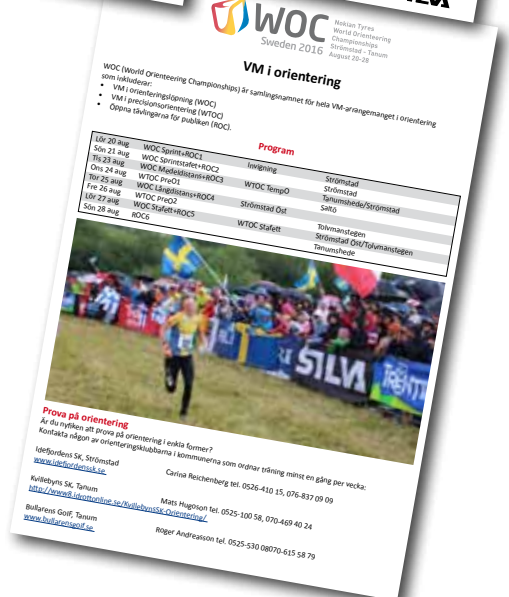 WOC
Sweden 2016
Nokian Tyres
World Orienteering
Championships
Strömstad - Tanum
August 20-28
VM i orientering
WOC (World Orienteering Championships) är samlingsnamnet för hela VM-arrangemanget i orientering
som inkluderar:
• VM i orienteringslöpning (WOC)
• VM i precisionsorientering (WTOC)
• Öppna tävlingarna för publiken (ROC).
Program
Lör 20 aug WOC Sprint+ROC1 Invigning Strömstad
Sön 21 aug WOC Sprintstafet+ROC2 Strömstad
Tis 23 aug WOC Medeldistans+ROC3 WTOC TempO Tanumshede/Strömstad
Ons 24 aug WTOC PreO1 Saltö
Tor 25 aug WOC Långdistans+ROC4 Strömstad Öst
Fre 26 aug WTOC PreO2 Tolvmanstegen
Lör 27 aug WOC Stafett+ROC5 WTOC Stafett Strömstad Öst/Tolvmanstegen
Sön 28 aug ROC6 Tanumshede
SILVA
Prova på orientering
Är du nyfiken att prova på orientering i enkla former?
Kontakta någon av orienteringsklubbarna i kommunerna som ordnar träning minst en gång per vecka:
Idefjordens SK, Strömstad Carina Reichenberg tel. 0526-410 15, 076-837 09 09
www.idefjordenssk.se
Kvillebyns SK, Tanum Mats Hugoson tel. 0525-100 58, 070-469 40 24
http://www8.idrottonline.se/KvillebynsSK-Orientering/
Bullarens GoIF, Tanum Roger Andreasson tel. 0525-530 08070-615 58 79
www.bullarensgoif.se